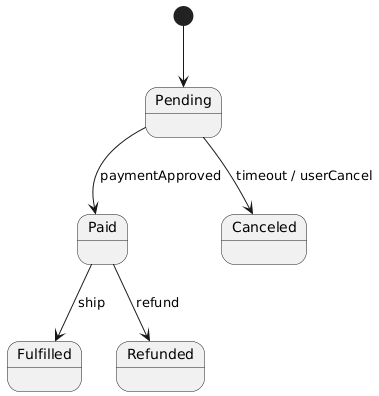 Pending
paymentApproved
timeout / userCancel
Paid
Canceled
ship
refund
Fulfilled
Refunded